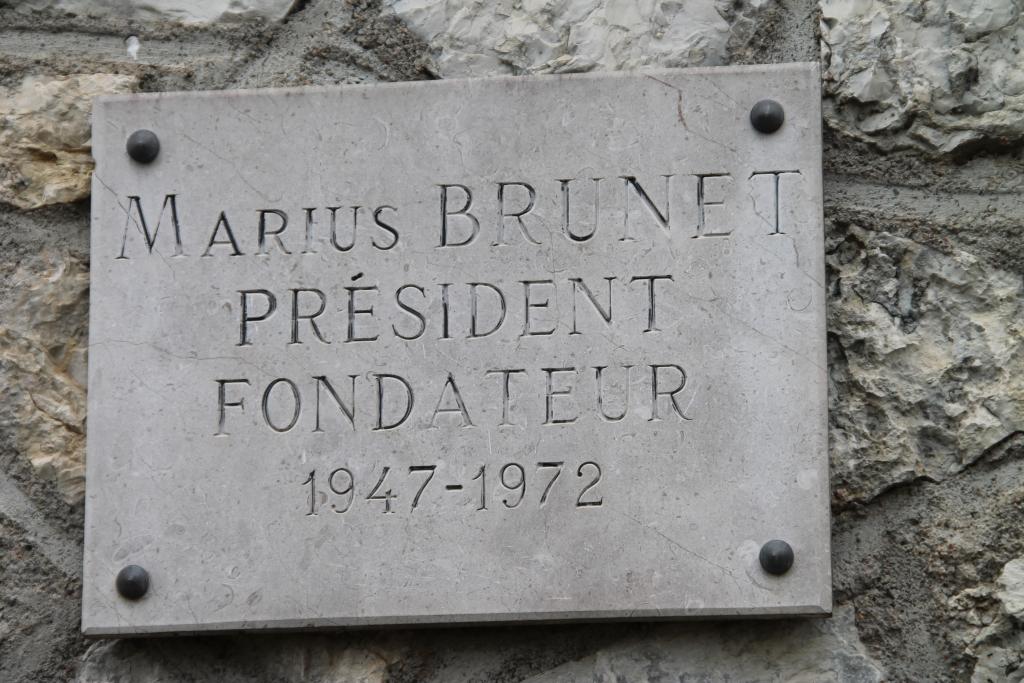 MARIUS BRUNET
PRÉSIDENT
FONDATEUR
1947-1972